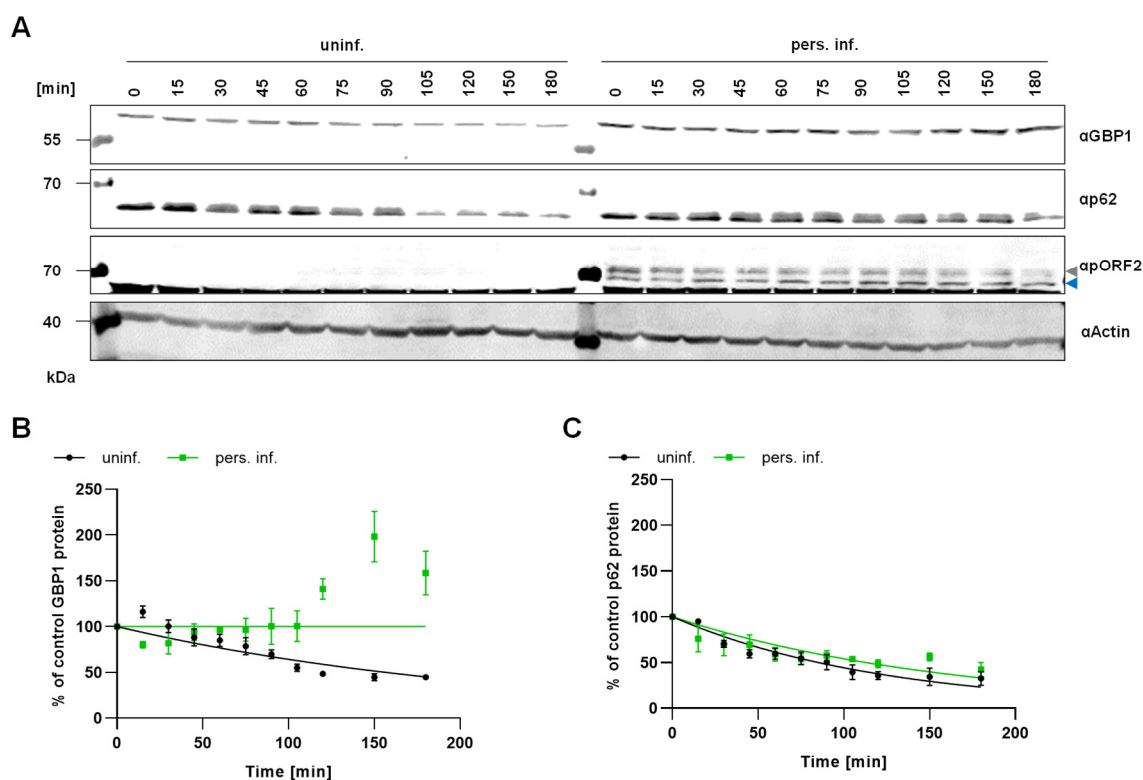 A
uninf.
pers. inf.
[min]
0 15 30 45 60 75 90 105 120 150 180
0 15 30 45 60 75 90 105 120 150 180
55
αGBP1
70
αp62
70
αpORF2
40
αActin
kDa
B
uninf. pers. inf.
% of control GBP1 protein
250
200
150
100
50
0
0 50 100 150 200
Time [min]
C
uninf. pers. inf.
% of control p62 protein
250
200
150
100
50
0
0 50 100 150 200
Time [min]